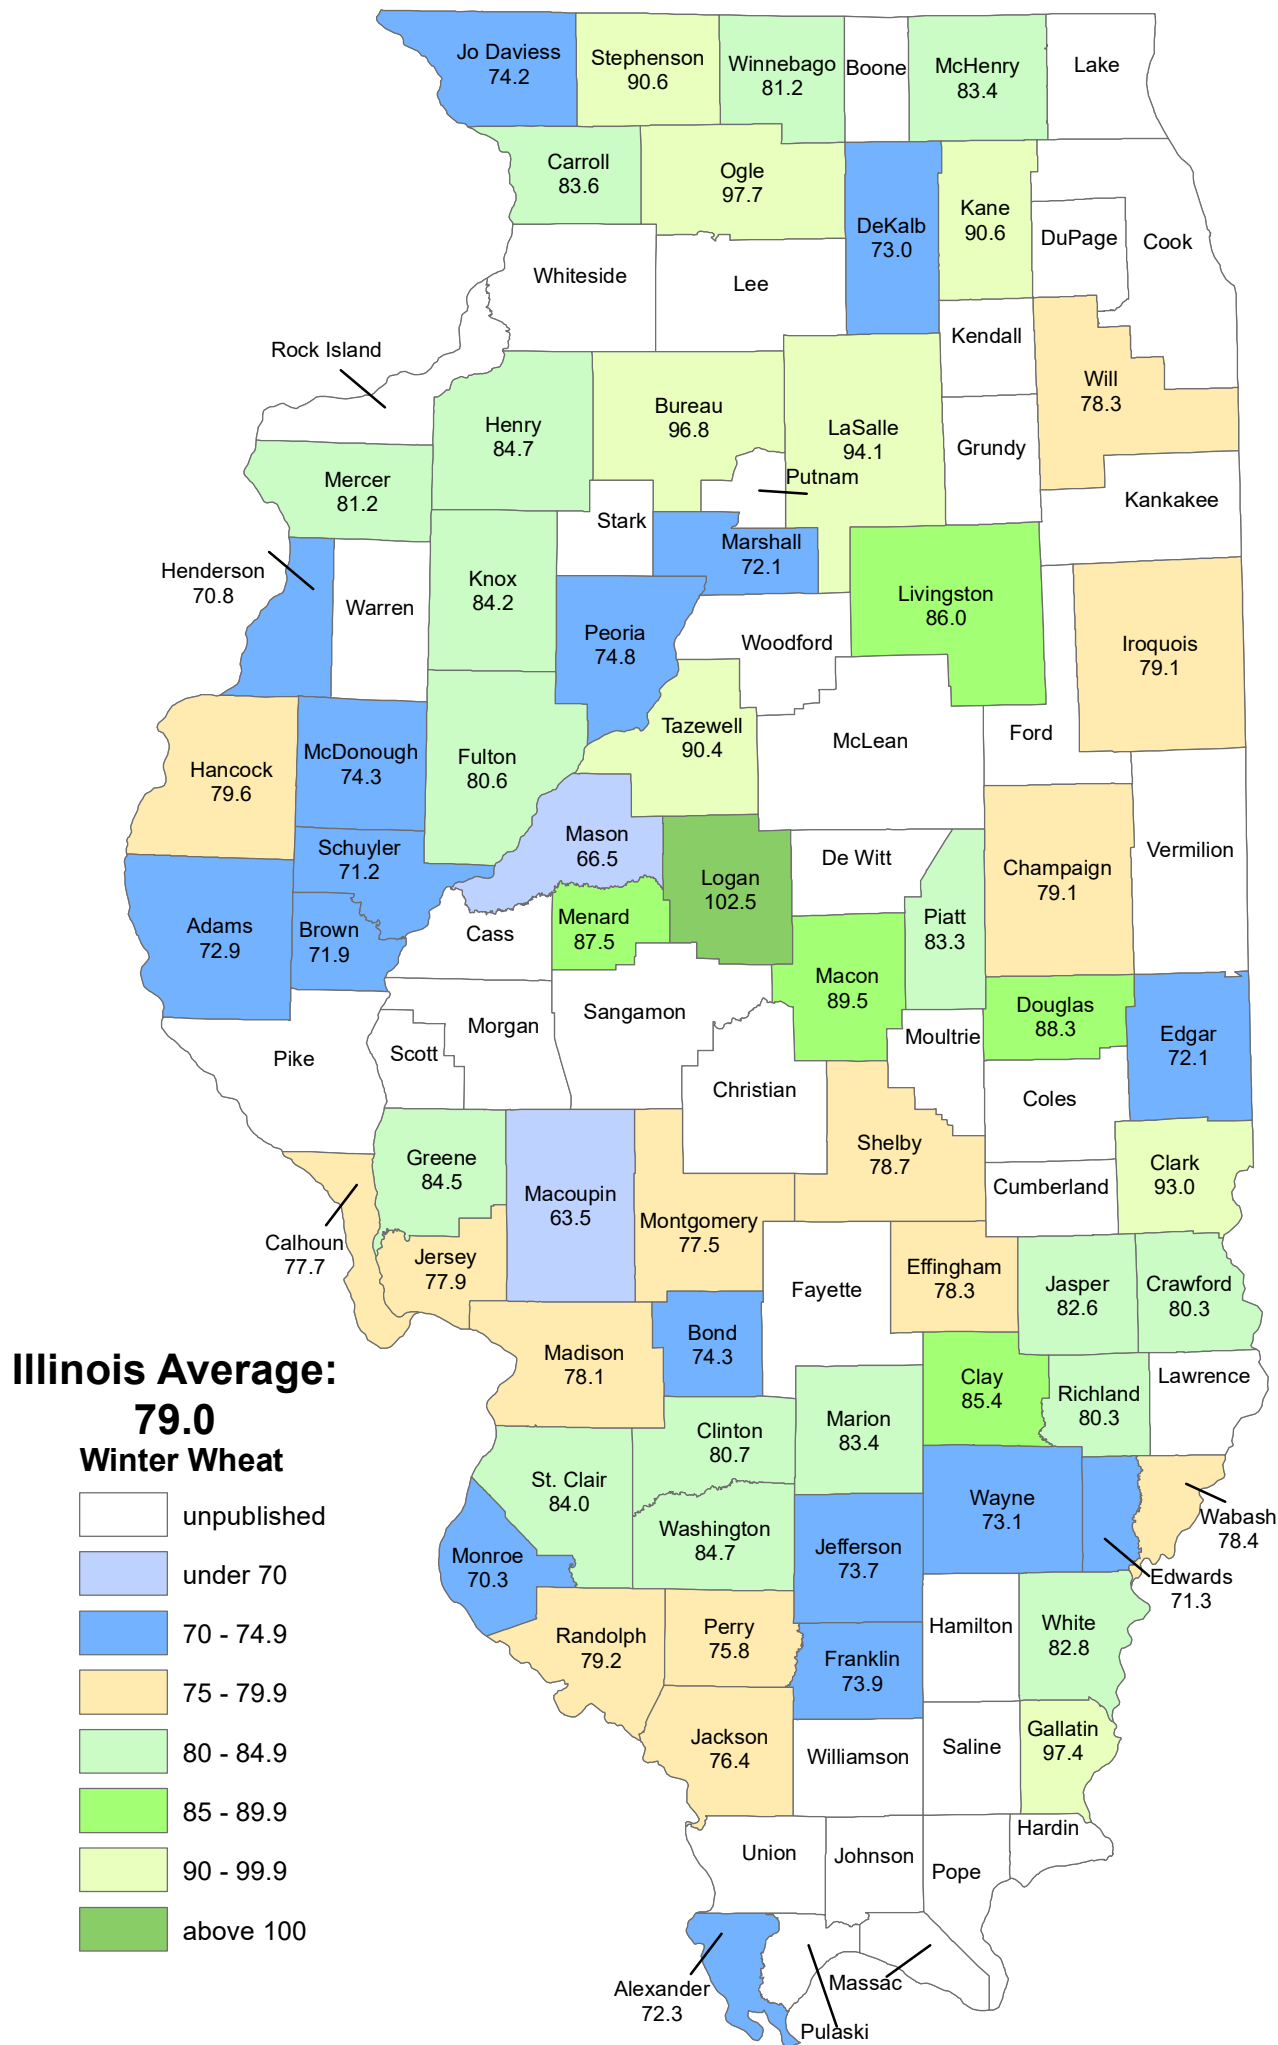 Jo Daviess
74.2
Stephenson
90.6
Winnebago
81.2
Boone
McHenry
83.4
Lake
Carroll
83.6
Ogle
97.7
DeKalb
73.0
Kane
90.6
DuPage
Cook
Whiteside
Lee
Kendall
Rock Island
Will
78.3
Henry
84.7
Bureau
96.8
LaSalle
94.1
Grundy
Putnam
Kankakee
Mercer
81.2
Stark
Marshall
72.1
Henderson
70.8
Warren
Knox
84.2
Livingston
86.0
Peoria
74.8
Woodford
Iroquois
79.1
Hancock
79.6
McDonough
74.3
Fulton
80.6
Tazewell
90.4
McLean
Ford
Mason
66.5
Schuyler
71.2
Logan
102.5
De Witt
Champaign
79.1
Vermilion
Adams
72.9
Brown
71.9
Cass
Menard
87.5
Piatt
83.3
Macon
89.5
Douglas
88.3
Edgar
72.1
Pike
Scott
Morgan
Sangamon
Moultrie
Christian
Coles
Greene
84.5
Macoupin
63.5
Montgomery
77.5
Shelby
78.7
Cumberland
Clark
93.0
Calhoun
77.7
Jersey
77.9
Fayette
Effingham
78.3
Jasper
82.6
Crawford
80.3
Madison
78.1
Bond
74.3
Clay
85.4
Richland
80.3
Lawrence
Illinois Average:
79.0
Winter Wheat
unpublished
under 70
70 - 74.9
75 - 79.9
80 - 84.9
85 - 89.9
90 - 99.9
above 100
Clinton
80.7
Marion
83.4
St. Clair
84.0
Washington
84.7
Wayne
73.1
Wabash
78.4
Monroe
70.3
Jefferson
73.7
Edwards
71.3
Randolph
79.2
Perry
75.8
Franklin
73.9
Hamilton
White
82.8
Jackson
76.4
Williamson
Saline
Gallatin
97.4
Union
Johnson
Pope
Hardin
Alexander
72.3
Massac
Pulaski